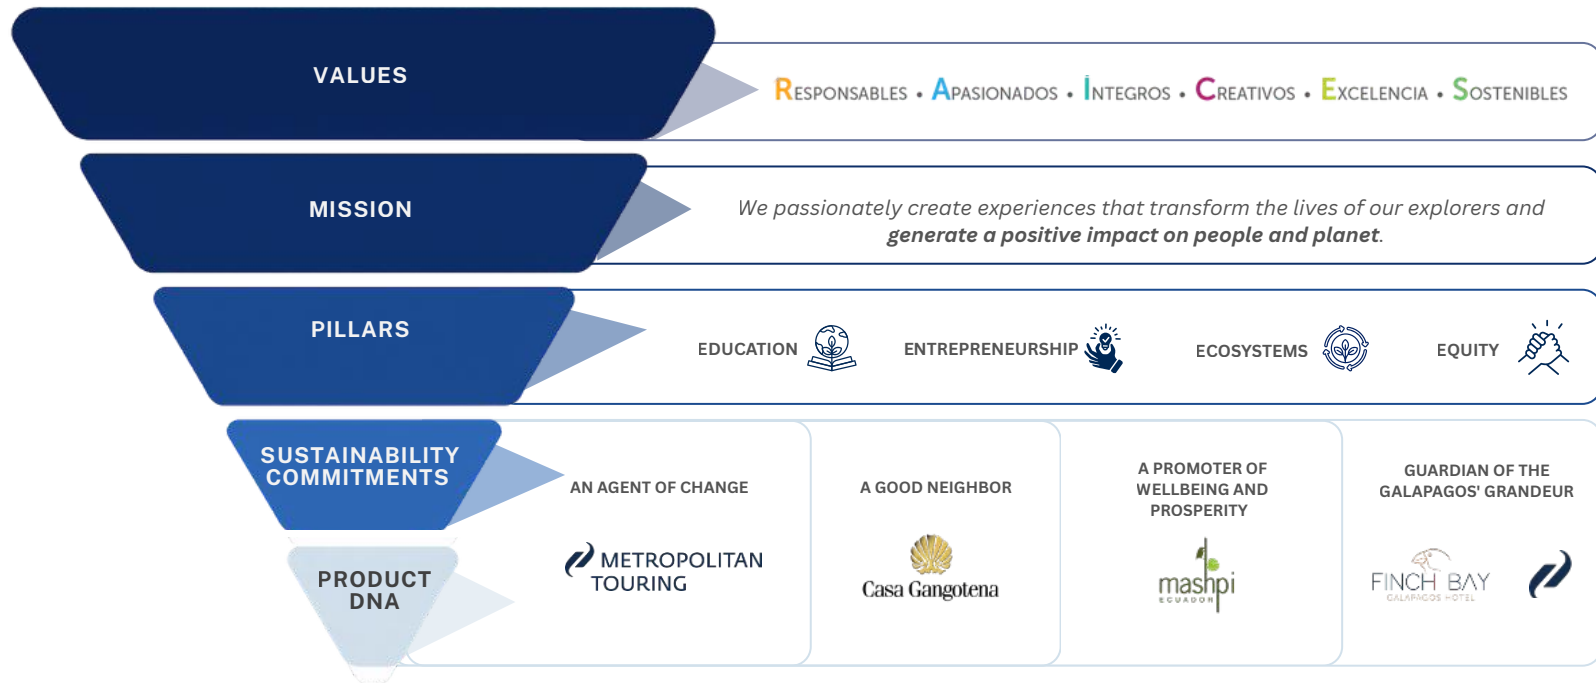 VALUES
RESPONSABLES • APASIONADOS • ÍNTEGROS • CREATIVOS • EXCELENCIA • SOSTENIBLES
MISSION
We passionately create experiences that transform the lives of our explorers and
generate a positive impact on people and planet.
PILLARS
EDUCATION
ENTREPRENEURSHIP
ECOSYSTEMS
EQUITY
SUSTAINABILITY
COMMITMENTS
AN AGENT OF CHANGE
A GOOD NEIGHBOR
A PROMOTER OF
WELLBEING AND
PROSPERITY
GUARDIAN OF THE
GALAPAGOS' GRANDEUR
PRODUCT
DNA
METROPOLITAN
TOURING
Casa Gangotena
mashpi
ECUADOR
FINCH BAY
GALAPAGOS HOTEL